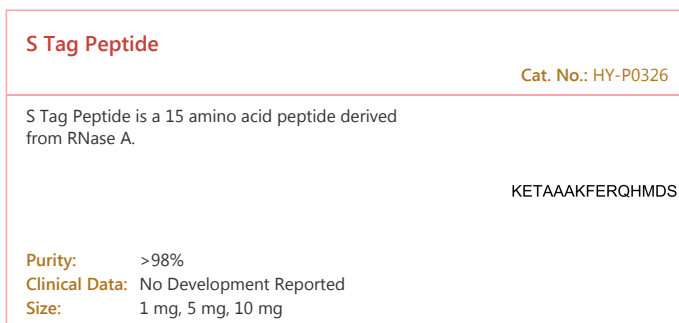 S Tag Peptide
Cat. No.: HY-P0326
S Tag Peptide is a 15 amino acid peptide derived
from RNase A.
KETAAAKFERQHMDS
Purity: >98%
Clinical Data: No Development Reported
Size: 1 mg, 5 mg, 10 mg